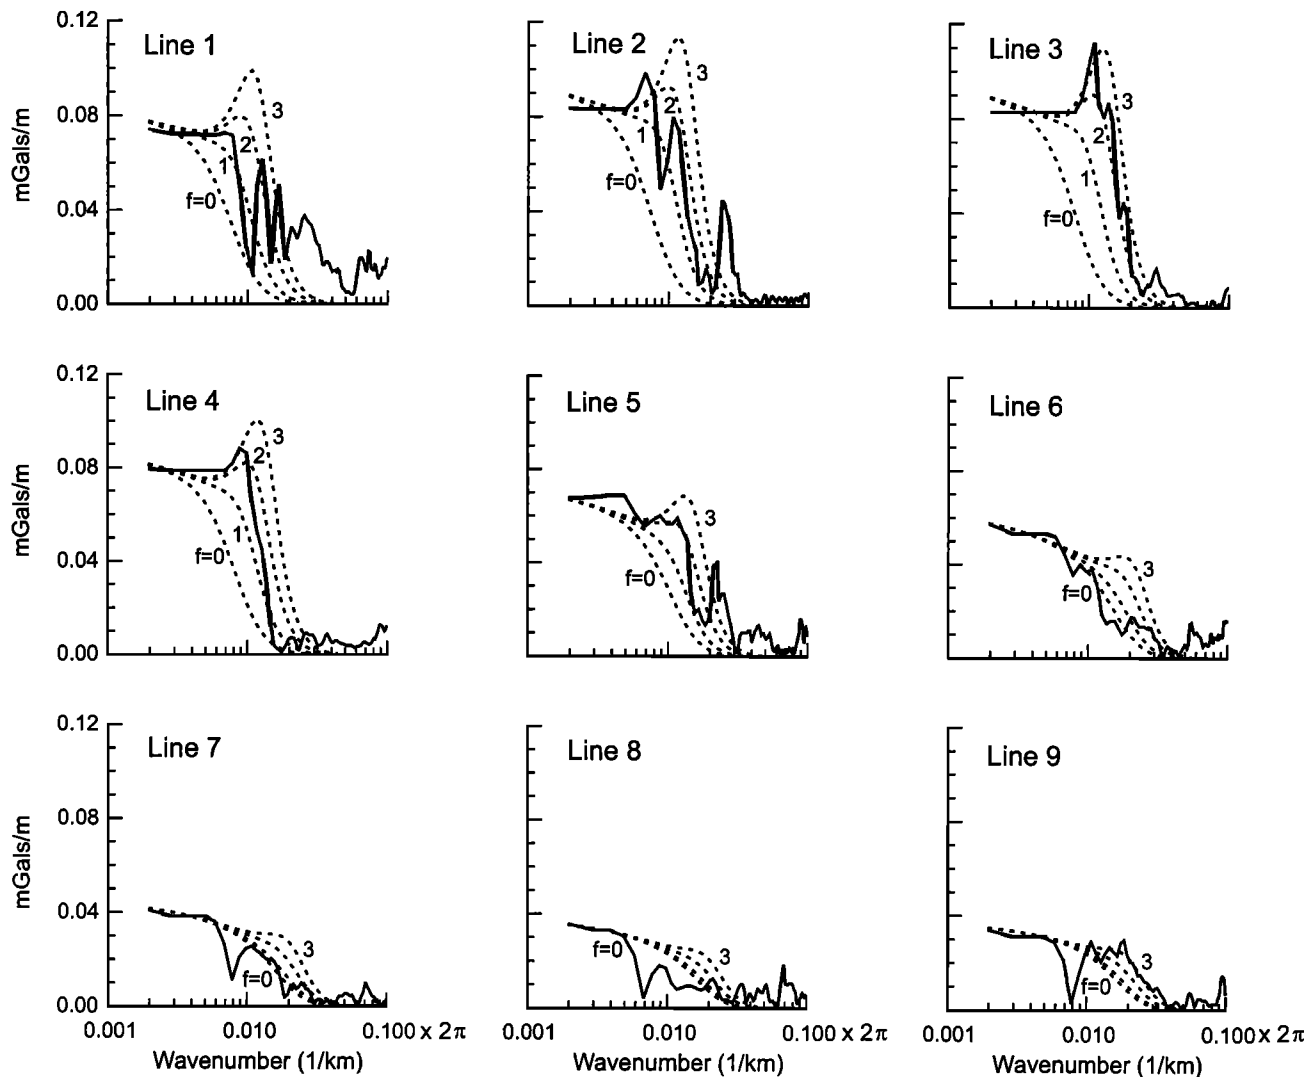 0.12
Line 1
mGals/m
0.08
0.04
0.00
3
2
1
f=0
Line 2
3
2
1
f=0
Line 3
3
2
1
f=0
0.12
Line 4
mGals/m
0.08
0.04
0.00
3
2
1
f=0
Line 5
3
f=0
Line 6
3
f=0
0.12
Line 7
mGals/m
0.08
0.04
0.00
3
f=0
0.001 0.010 0.100 x 2π
Wavenumber (1/km)
Line 8
3
f=0
0.001 0.010 0.100 x 2π
Wavenumber (1/km)
Line 9
3
f=0
0.001 0.010 0.100 x 2π
Wavenumber (1/km)